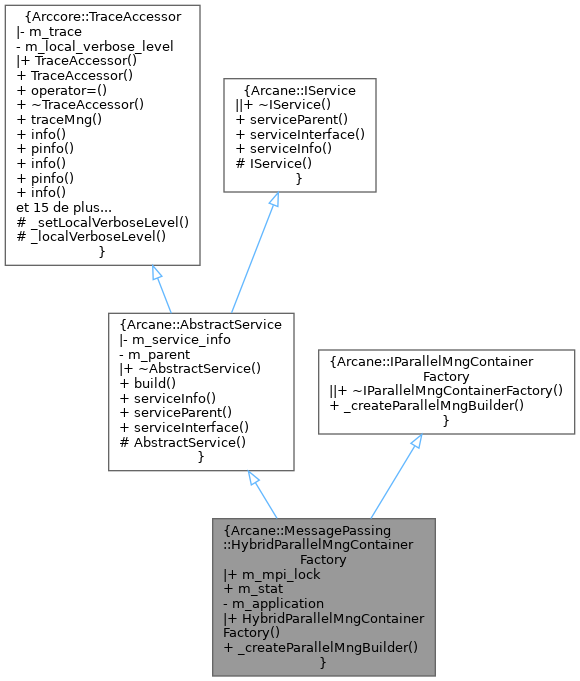 {Arccore::TraceAccessor
|- m_trace
- m_local_verbose_level
|+ TraceAccessor()
+ TraceAccessor()
+ operator=()
+ ~TraceAccessor()
+ traceMng()
+ info()
+ pinfo()
+ info()
+ pinfo()
+ info()
et 15 de plus...
# _setLocalVerboseLevel()
# _localVerboseLevel()
}
{Arcane::IService
||+ ~IService()
+ serviceParent()
+ serviceInterface()
+ serviceInfo()
# IService()
}
{Arcane::AbstractService
|- m_service_info
- m_parent
|+ ~AbstractService()
+ build()
+ serviceInfo()
+ serviceParent()
+ serviceInterface()
# AbstractService()
}
{Arcane::IParallelMngContainer
Factory
||+ ~IParallelMngContainerFactory()
+ _createParallelMngBuilder()
}
{Arcane::MessagePassing
::HybridParallelMngContainer
Factory
|+ m_mpi_lock
+ m_stat
- m_application
|+ HybridParallelMngContainer
Factory()
+ _createParallelMngBuilder()
}